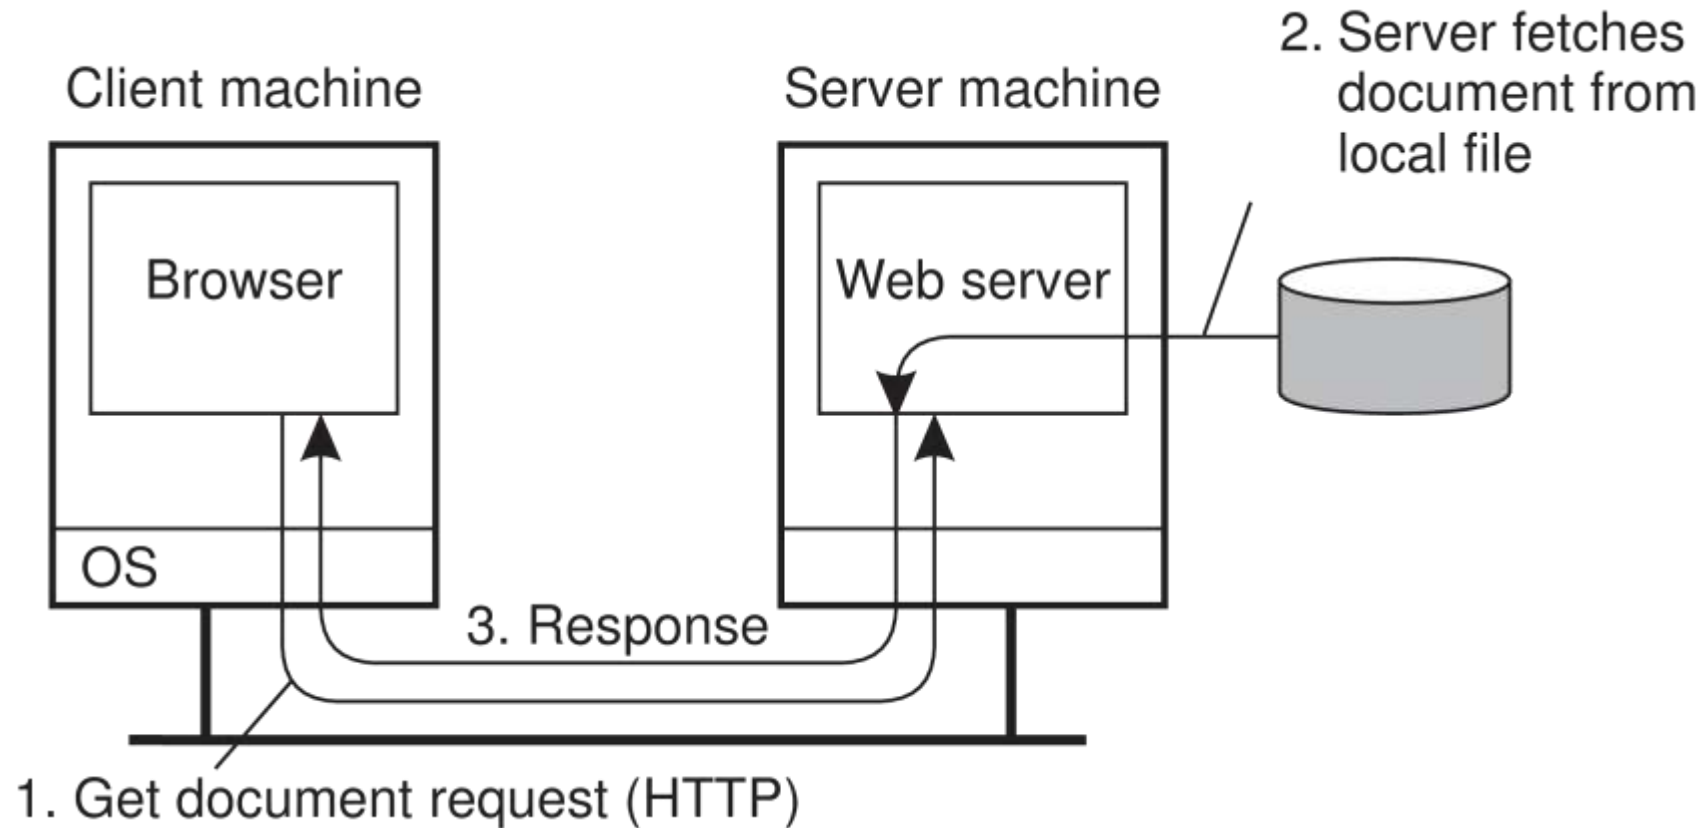 Client machine
Server machine
2. Server fetches
document from
local file
Browser
Web server
OS
3. Response
1. Get document request (HTTP)